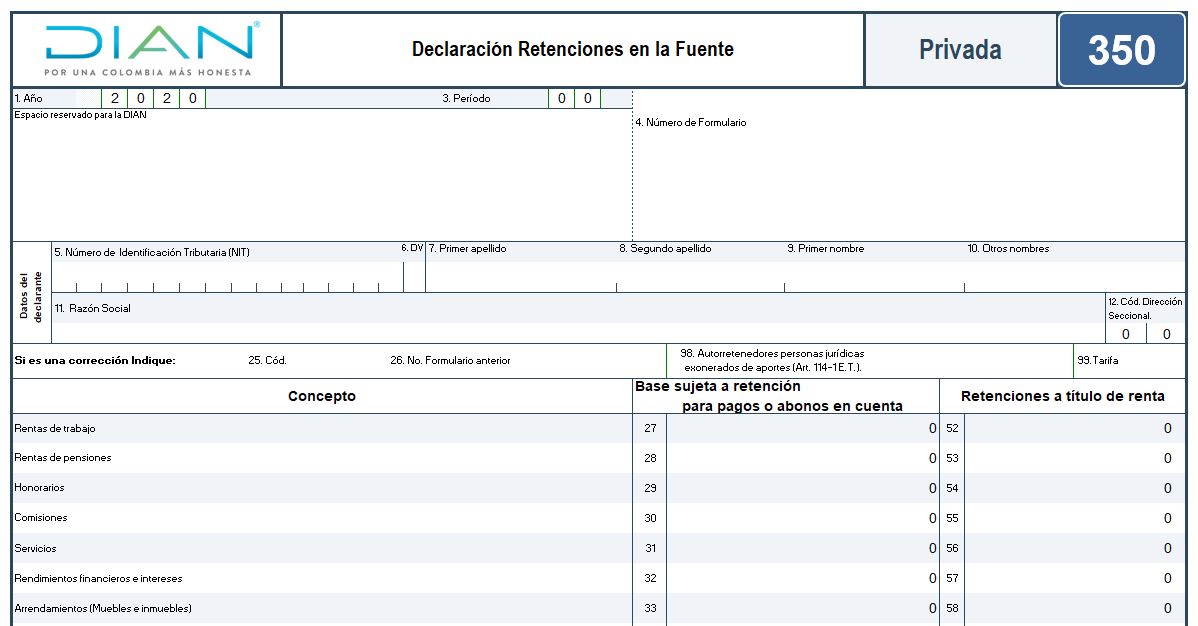 DIAN®
POR UNA COLOMBIA MÁS HONESTA
Declaración Retenciones en la Fuente
Privada
350
1. Año 2 0 2 0 3. Período 0 0
Espacio reservado para la DIAN
4. Número de Formulario
Datos del declarante
5. Número de Identificación Tributaria (NIT) 6. DV 7. Primer apellido 8. Segundo apellido 9. Primer nombre 10. Otros nombres
11. Razón Social
12. Cód. Dirección
Seccional.
0 0
Si es una corrección Indique: 25. Cód. 26. No. Formulario anterior
98. Autorretenedores personas jurídicas
exonerados de aportes (Art. 114-1 E.T.).
99. Tarifa
Concepto
Base sujeta a retención
para pagos o abonos en cuenta
Retenciones a título de renta
Rentas de trabajo 27 0 52 0
Rentas de pensiones 28 0 53 0
Honorarios 29 0 54 0
Comisiones 30 0 55 0
Servicios 31 0 56 0
Rendimientos financieros e intereses 32 0 57 0
Arrendamientos (Muebles e inmuebles) 33 0 58 0